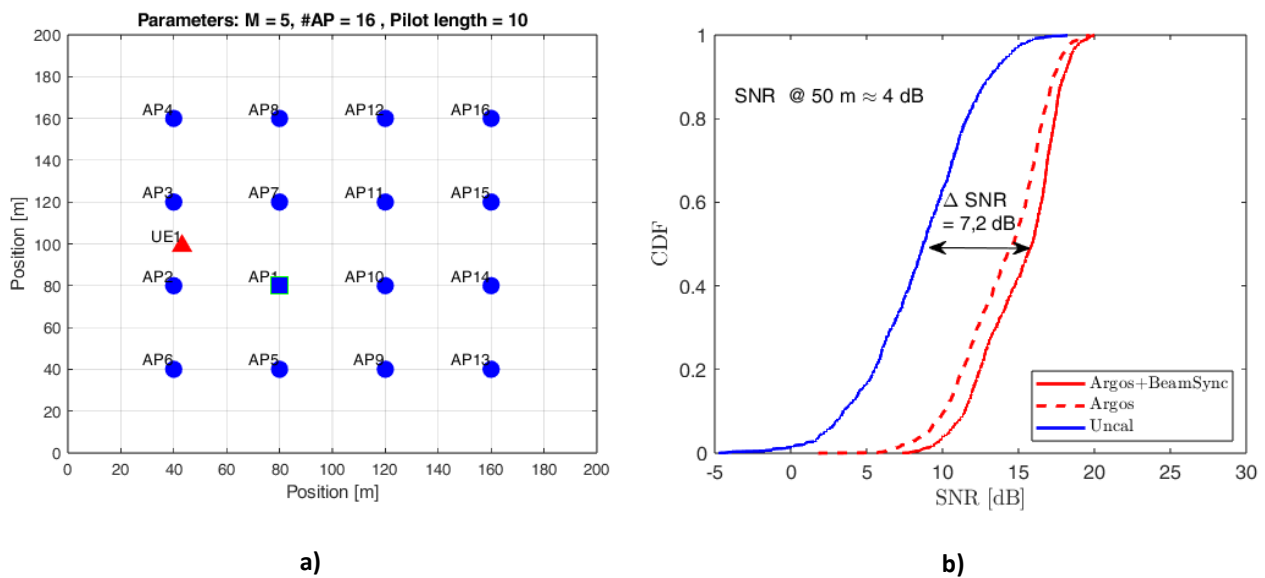 Parameters: M = 5, #AP = 16 , Pilot length = 10
200
180
160
140
120
100
80
60
40
20
0
Position [m]
AP4
AP8
AP12
AP16
AP3
AP7
AP11
AP15
UE1
AP2
AP1
AP10
AP14
AP6
AP5
AP9
AP13
0 20 40 60 80 100 120 140 160 180 200
Position [m]
a)
1
0.8
0.6
0.4
0.2
0
CDF
SNR @ 50 m ≈ 4 dB
Δ SNR
= 7,2 dB
Argos+BeamSync
Argos
Uncal
-5 0 5 10 15 20 25 30
SNR [dB]
b)